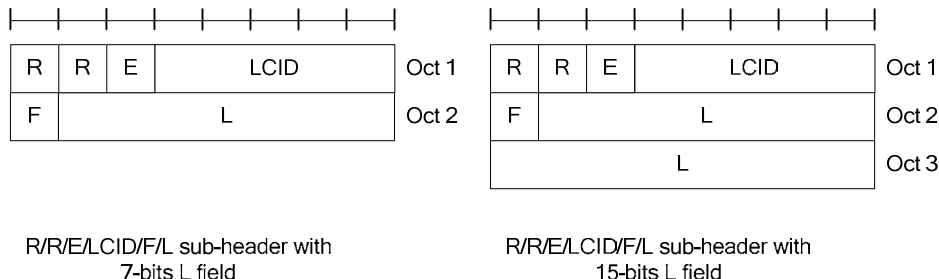 R R E LCID Oct 1
F L Oct 2
R/R/E/LCID/F/L sub-header with
7-bits L field
R R E LCID Oct 1
F L Oct 2
L Oct 3
R/R/E/LCID/F/L sub-header with
15-bits L field